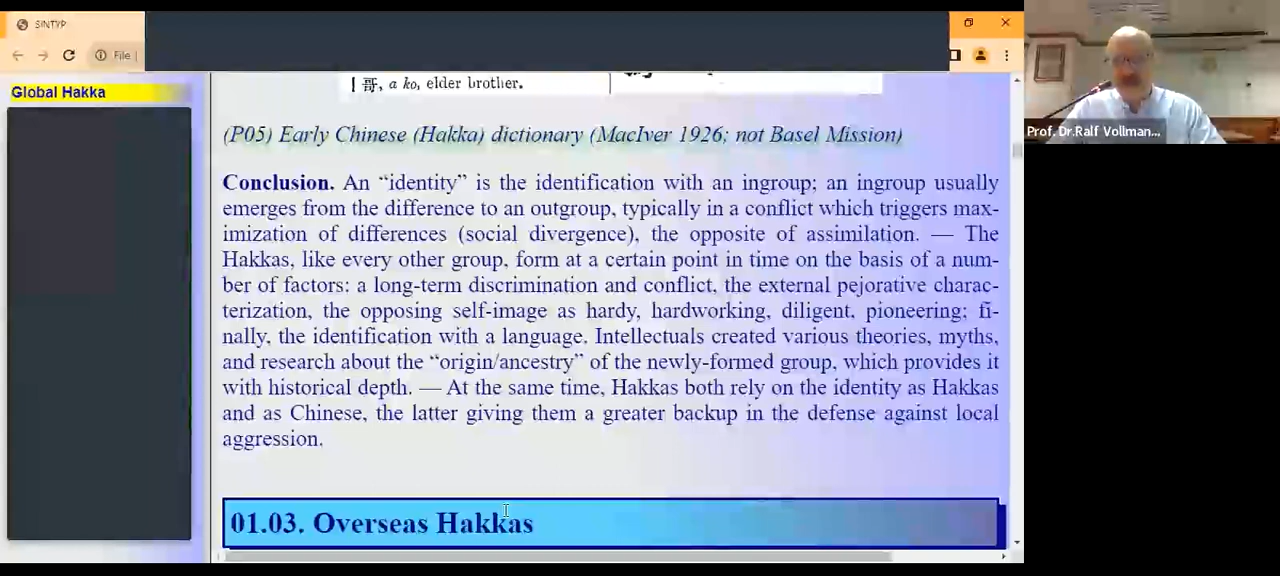 SINTYP
File |
Global Hakka
哥, a ko, elder brother.
(P05) Early Chinese (Hakka) dictionary (MacIver 1926; not Basel Mission)
Conclusion. An “identity” is the identification with an ingroup; an ingroup usually
emerges from the difference to an outgroup, typically in a conflict which triggers max-
imization of differences (social divergence), the opposite of assimilation. — The
Hakkas, like every other group, form at a certain point in time on the basis of a num-
ber of factors: a long-term discrimination and conflict, the external pejorative charac-
terization, the opposing self-image as hardy, hardworking, diligent, pioneering; fi-
nally, the identification with a language. Intellectuals created various theories, myths,
and research about the “origin/ancestry” of the newly-formed group, which provides it
with historical depth. — At the same time, Hakkas both rely on the identity as Hakkas
and as Chinese, the latter giving them a greater backup in the defense against local
aggression.
01.03. Overseas Hakkas
Prof. Dr.Ralf Vollman...